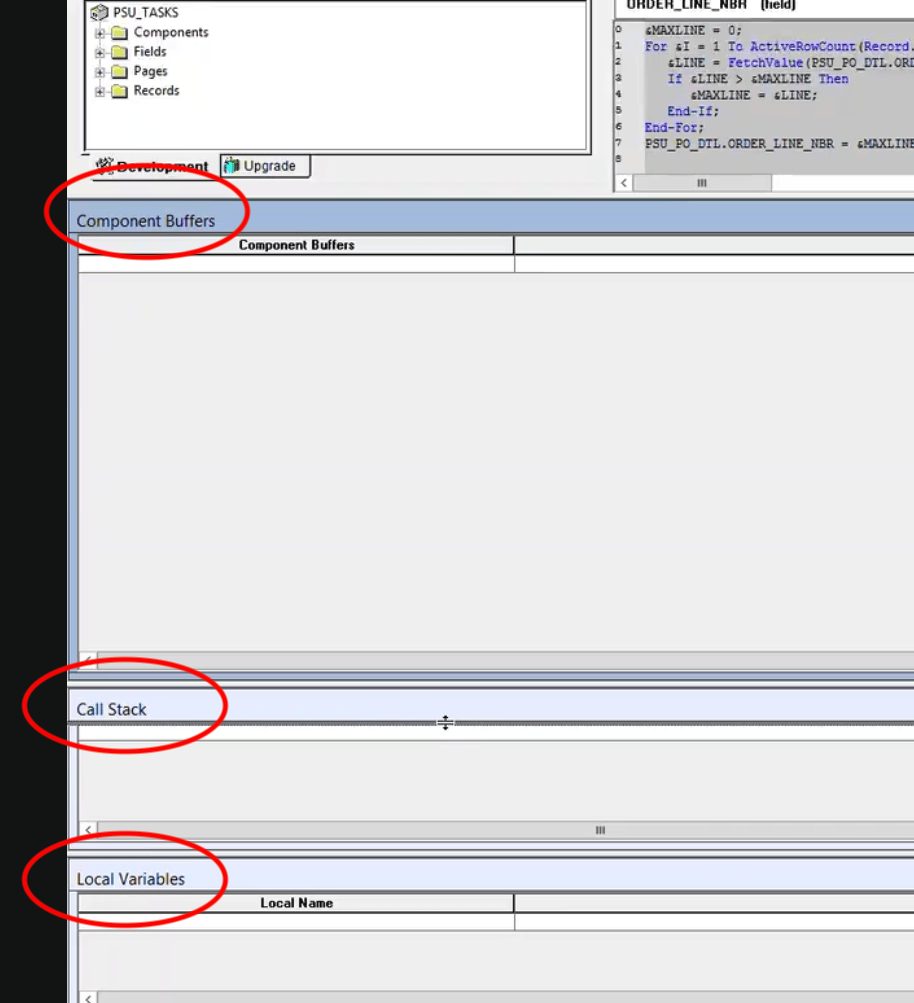 PSU_TASKS
Components
Fields
Pages
Records
Development
Upgrade
ORDER_LINE_NBR (field)
0 &MAXLINE = 0;
1 For &I = 1 To ActiveRowCount(Record.
2 &LINE = FetchValue(PSU_PO_DTL.ORD
3 If &LINE > &MAXLINE Then
4 &MAXLINE = &LINE;
5 End-If;
6 End-For;
7 PSU_PO_DTL.ORDER_LINE_NBR = &MAXLINE
8
Component Buffers
Component Buffers
Call Stack
Local Variables
Local Name